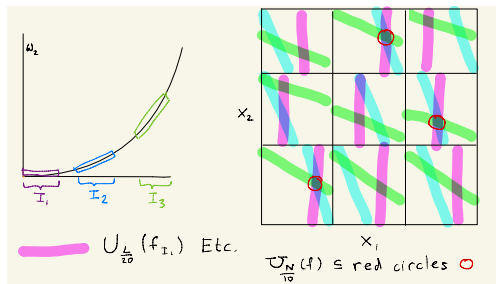 ω₂
I₁ I₂ I₃
X₂
X₁
U_{L/20}(f_{I₁}) Etc.
U_{N/10}(f) ⊆ red circles